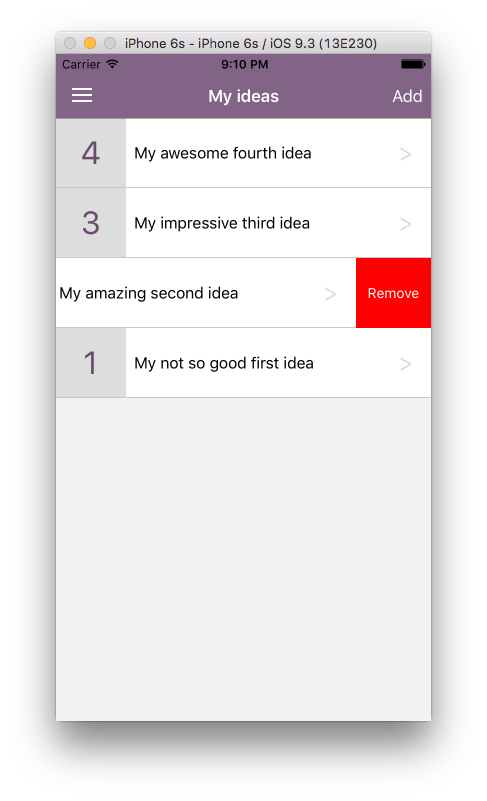 iPhone 6s - iPhone 6s / iOS 9.3 (13E230)
Carrier 9:10 PM
My ideas Add
4 My awesome fourth idea >
3 My impressive third idea >
My amazing second idea > Remove
1 My not so good first idea >